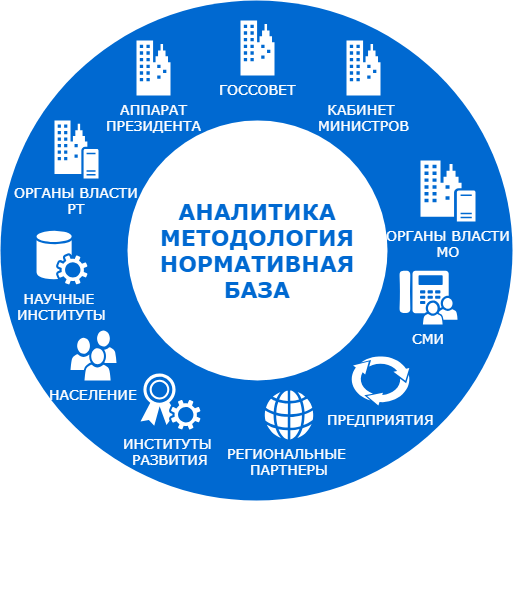 ГОССОВЕТ
АППАРАТ
ПРЕЗИДЕНТА
КАБИНЕТ
МИНИСТРОВ
ОРГАНЫ ВЛАСТИ
РТ
АНАЛИТИКА
МЕТОДОЛОГИЯ
НОРМАТИВНАЯ
БАЗА
ОРГАНЫ ВЛАСТИ
МО
НАУЧНЫЕ
ИНСТИТУТЫ
СМИ
НАСЕЛЕНИЕ
ПРЕДПРИЯТИЯ
ИНСТИТУТЫ
РАЗВИТИЯ
РЕГИОНАЛЬНЫЕ
ПАРТНЕРЫ